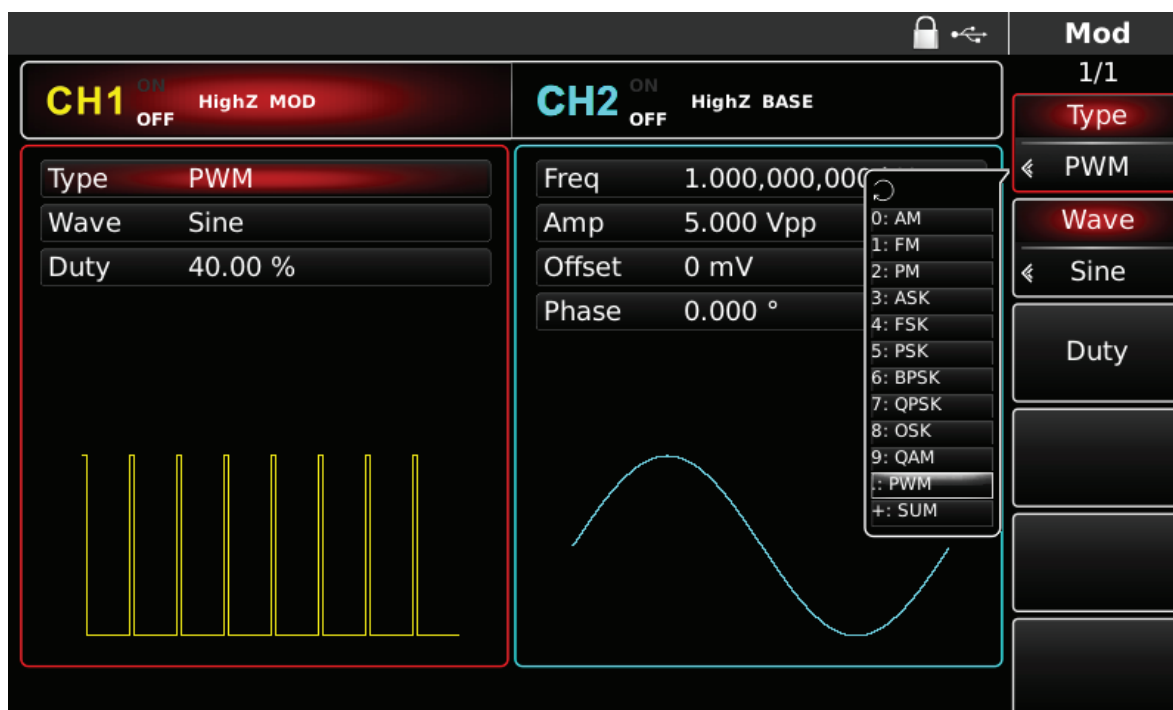 Mod
1/1
CH1 ON OFF HighZ MOD
CH2 ON OFF HighZ BASE
Type PWM
Wave Sine
Duty 40.00 %
Freq 1.000,000,000
Amp 5.000 Vpp
Offset 0 mV
Phase 0.000 °
0: AM
1: FM
2: PM
3: ASK
4: FSK
5: PSK
6: BPSK
7: QPSK
8: OSK
9: QAM
.: PWM
+: SUM
Type
PWM
Wave
Sine
Duty